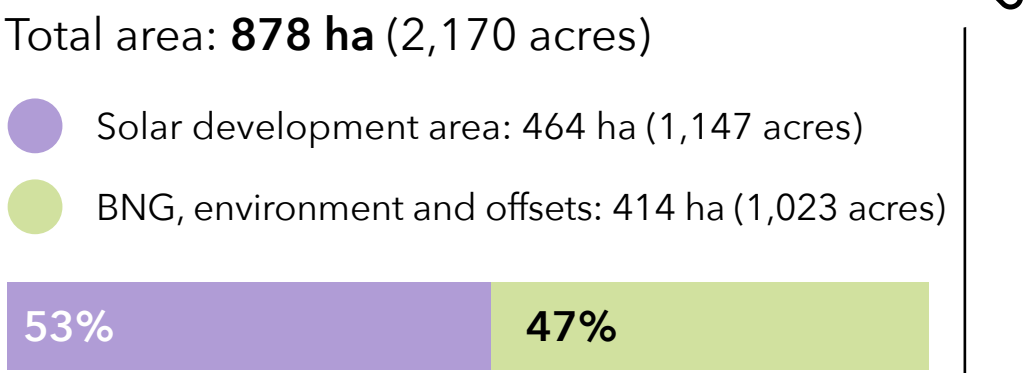 Total area: 878 ha (2,170 acres)
Solar development area: 464 ha (1,147 acres)
BNG, environment and offsets: 414 ha (1,023 acres)
53% 47%